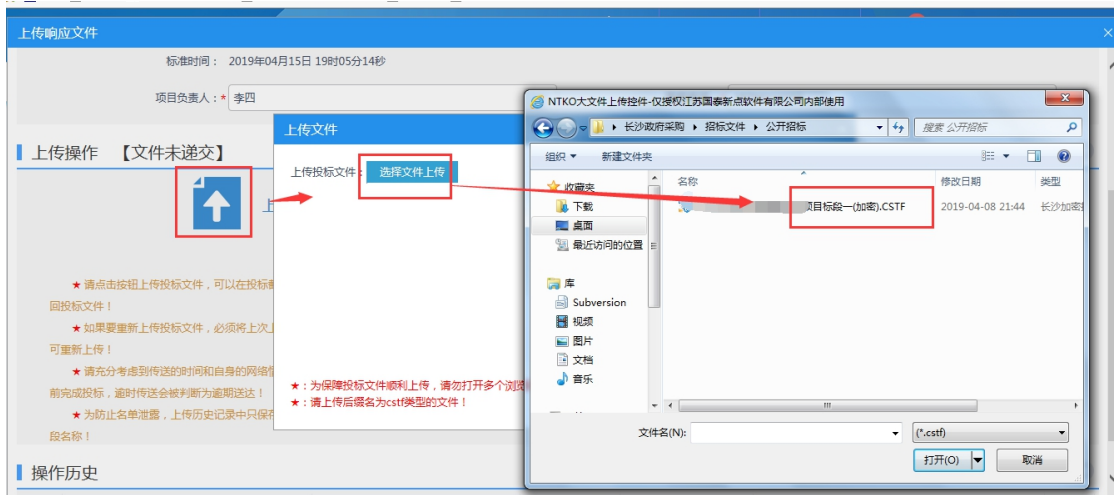 上传响应文件
标准时间： 2019年04月15日 19时05分14秒
项目负责人：* 李四
上传操作 【文件未递交】
★ 请点击按钮上传投标文件，可以在投标
回投标文件！
★ 如果要重新上传投标文件，必须将上次
可重新上传！
★ 请充分考虑到传送的时间和自身的网络
前完成投标，逾时传送会被判断为逾期送达！
★ 为防止名单泄露，上传历史记录中只保
段名称！
操作历史
上传文件
上传投标文件： 选择文件上传
★：为保障投标文件顺利上传，请勿打开多个浏览
★：请上传后缀名为cstf类型的文件！
NTKO大文件上传控件-仅授权江苏国泰新点软件有限公司内部使用
长沙政府采购 ▸ 招标文件 ▸ 公开招标
搜索 公开招标
组织 新建文件夹
名称 修改日期 类型
项目标段一(加密).CSTF 2019-04-08 21:44 长沙加密
收藏夹
下载
桌面
最近访问的位置
库
Subversion
视频
图片
文档
音乐
文件名(N): (*.cstf)
打开(O) 取消